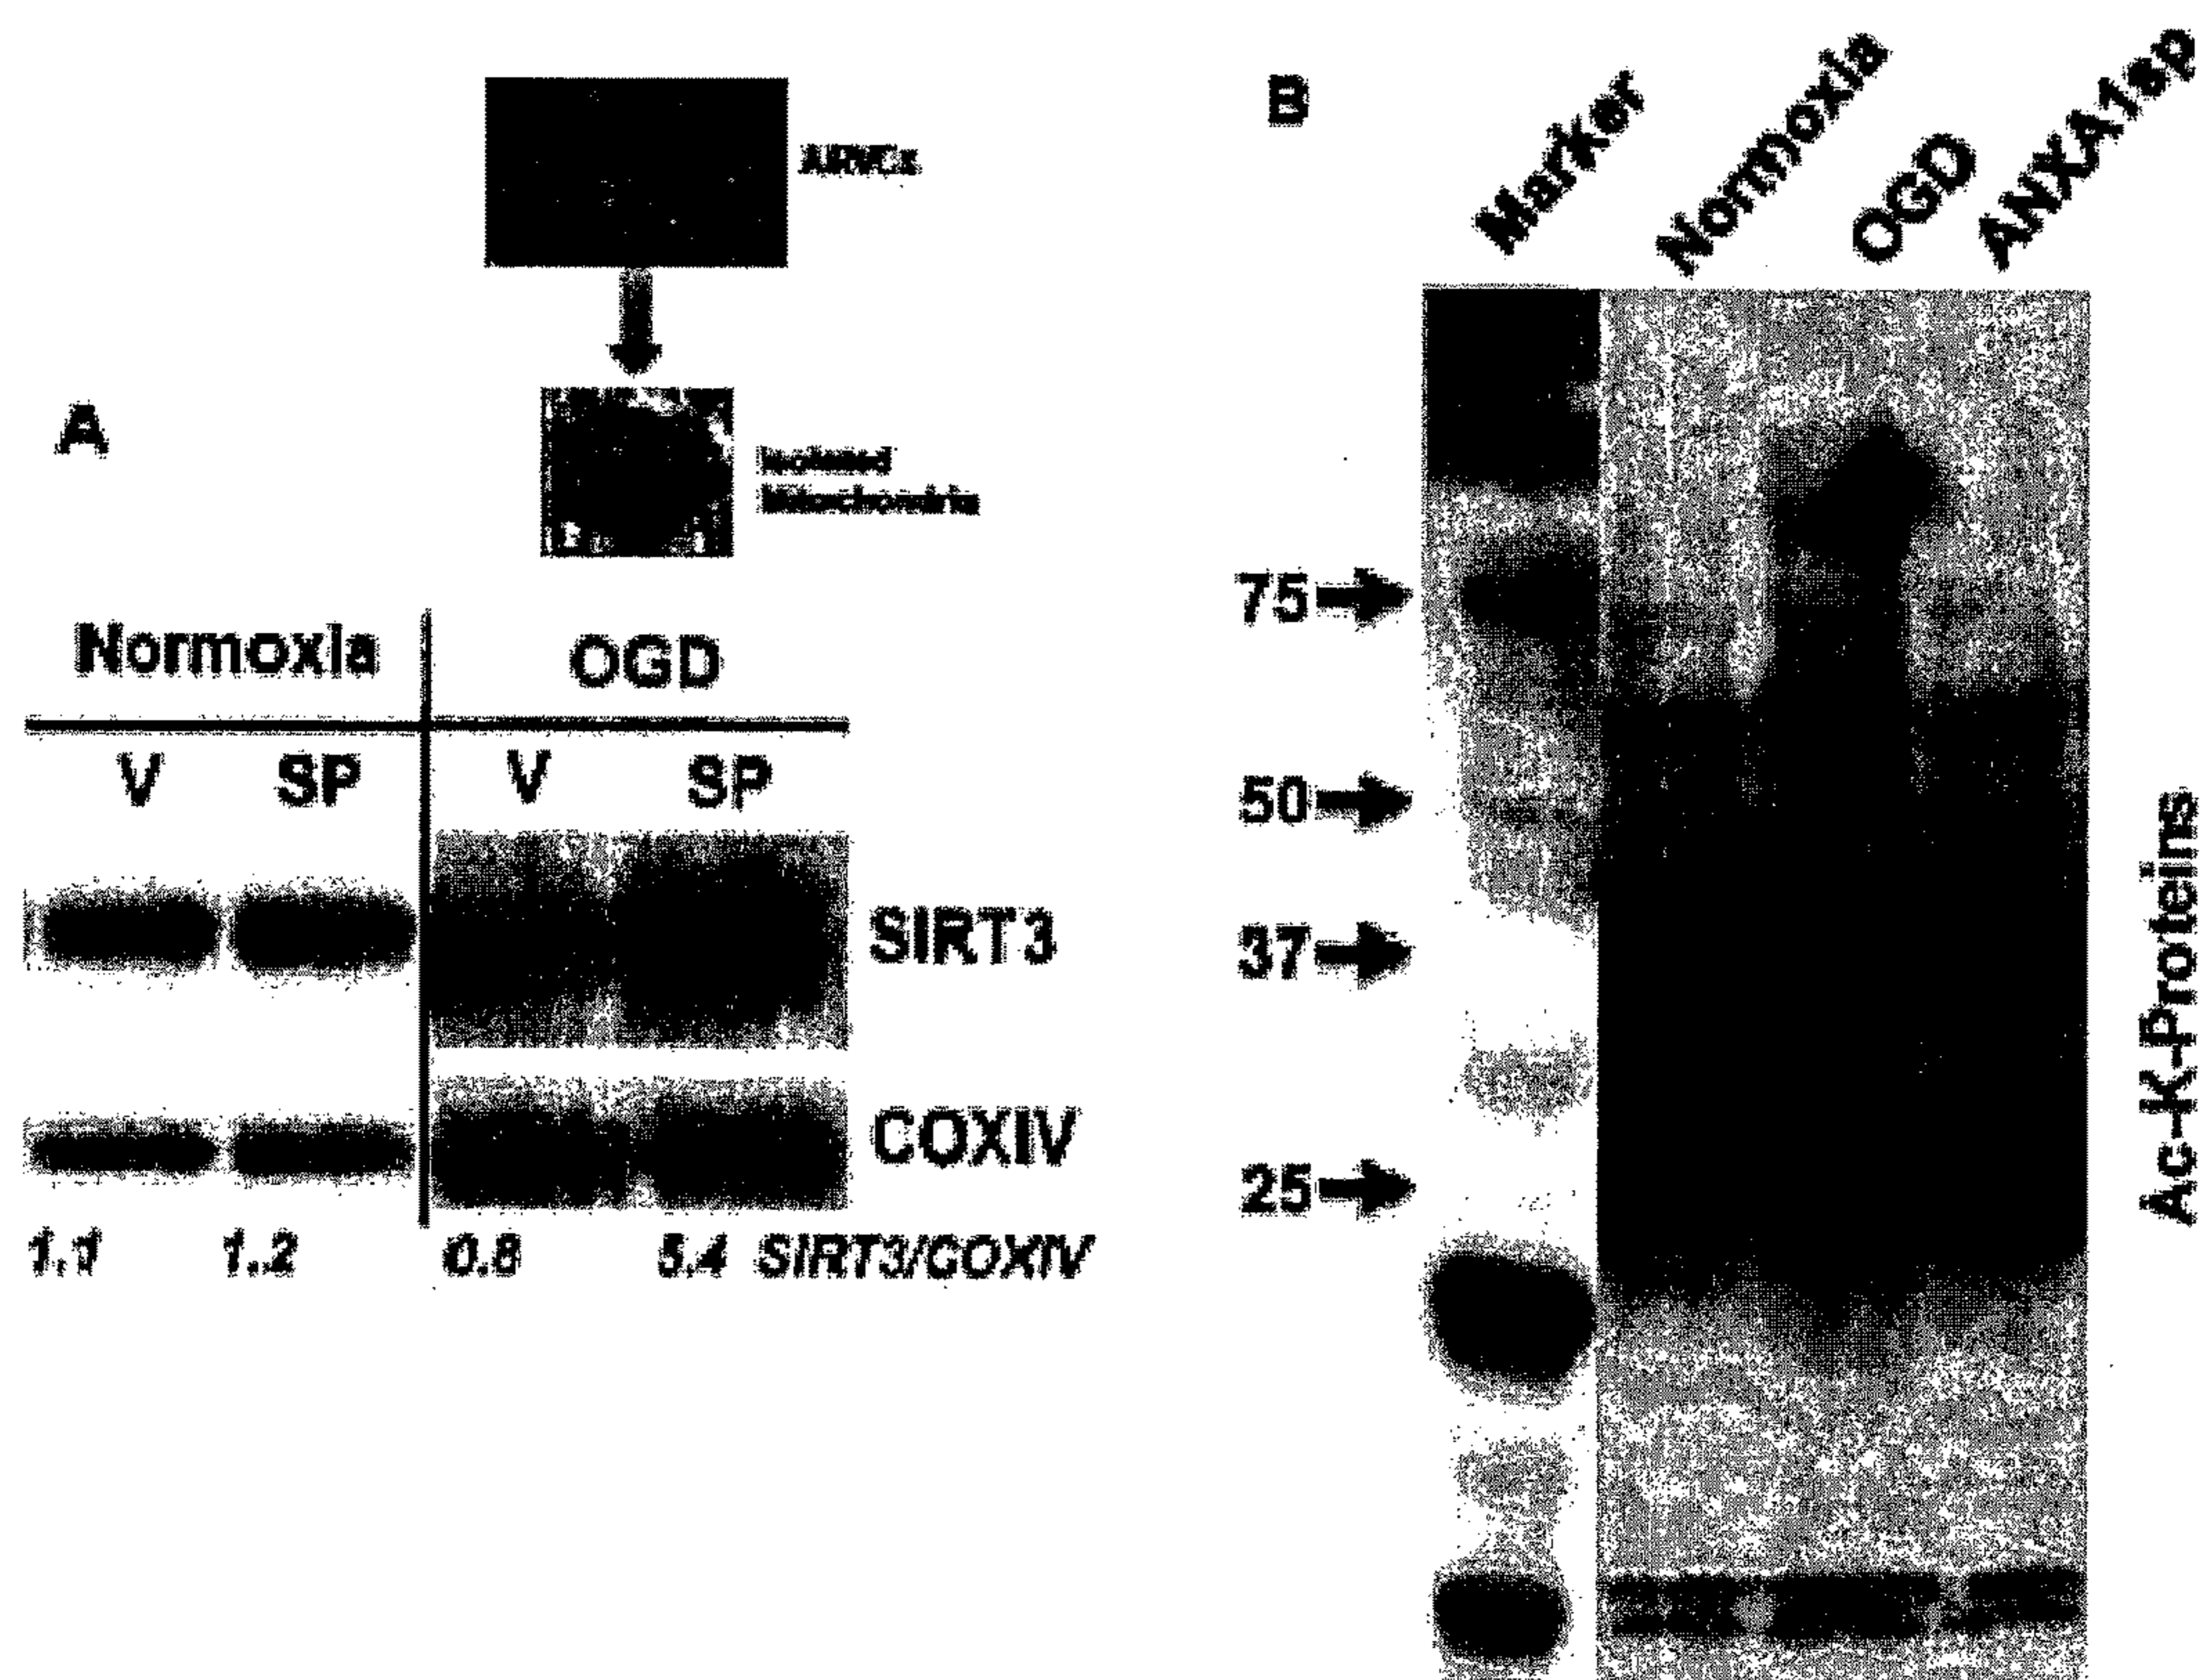 A
Isolated
Mitochondria
Normoxia
OGD
V
SP
V
SP
SIRT3
COXIV
1.1
1.2
0.8
5.4
SIRT3/COXIV
B
Marker
Normoxia
OGD
ANXA1sp
75
50
37
25
Ac-K-Proteins